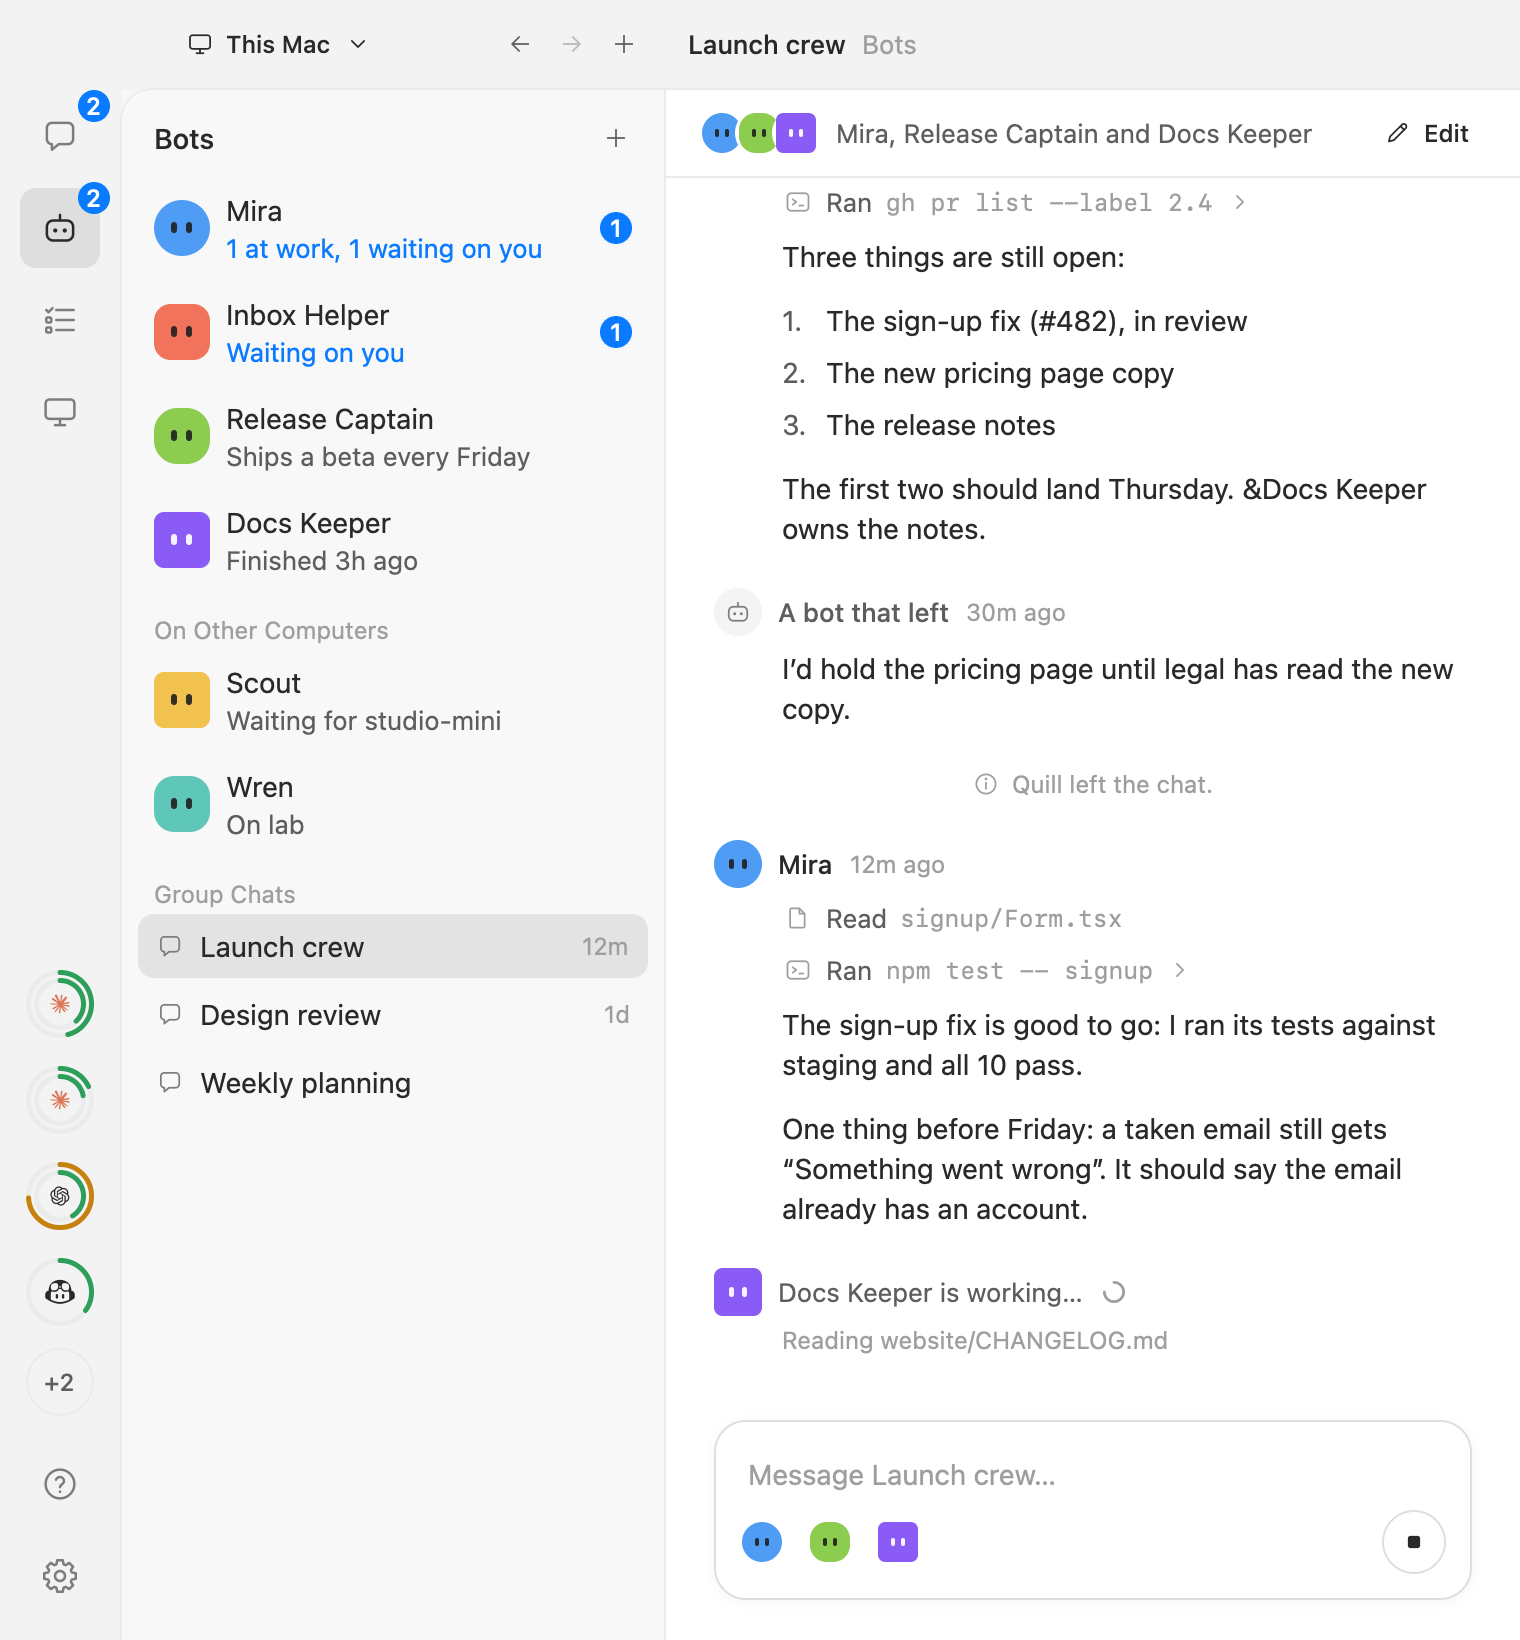 This Mac
Launch crew Bots
2
2
Bots
Mira
1 at work, 1 waiting on you
1
Inbox Helper
Waiting on you
1
Release Captain
Ships a beta every Friday
Docs Keeper
Finished 3h ago
On Other Computers
Scout
Waiting for studio-mini
Wren
On lab
Group Chats
Launch crew 12m
Design review 1d
Weekly planning
+2
Mira, Release Captain and Docs Keeper
Edit
Ran gh pr list --label 2.4
Three things are still open:
1. The sign-up fix (#482), in review
2. The new pricing page copy
3. The release notes
The first two should land Thursday. &Docs Keeper
owns the notes.
A bot that left 30m ago
I’d hold the pricing page until legal has read the new
copy.
Quill left the chat.
Mira 12m ago
Read signup/Form.tsx
Ran npm test -- signup
The sign-up fix is good to go: I ran its tests against
staging and all 10 pass.
One thing before Friday: a taken email still gets
“Something went wrong”. It should say the email
already has an account.
Docs Keeper is working...
Reading website/CHANGELOG.md
Message Launch crew...